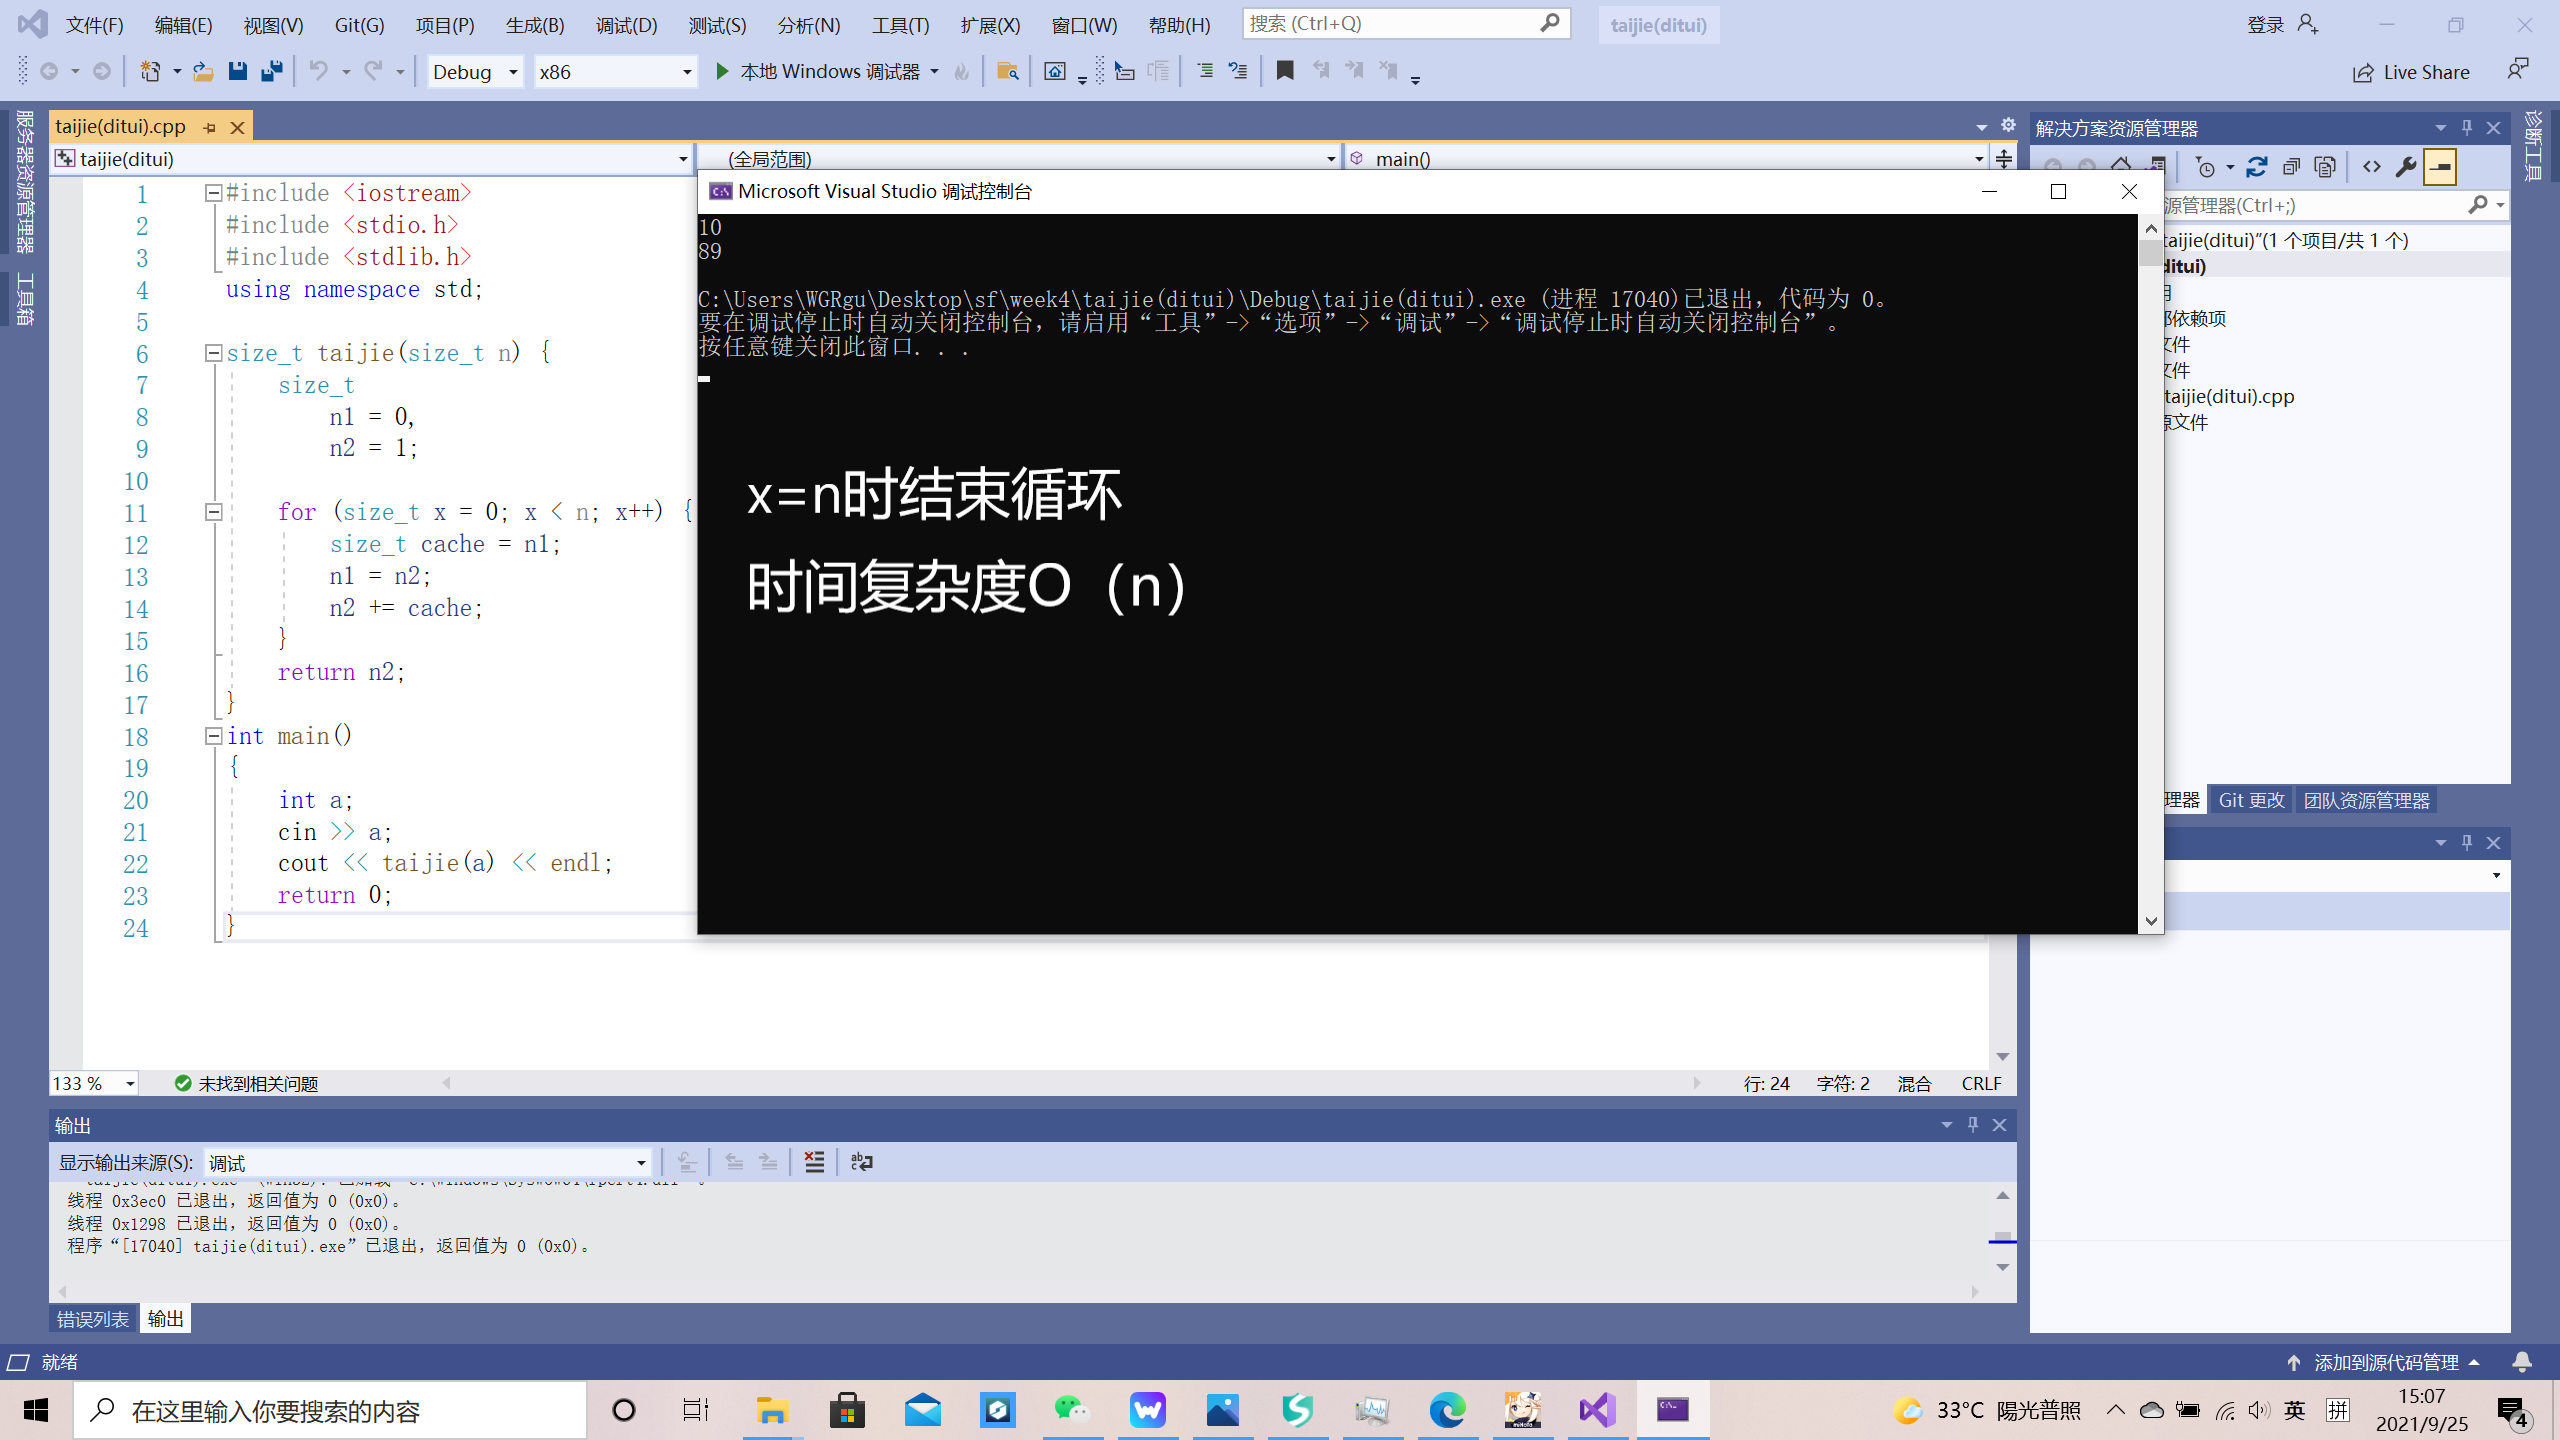 文件(F) 编辑(E) 视图(V) Git(G) 项目(P) 生成(B) 调试(D) 测试(S) 分析(N) 工具(T) 扩展(X) 窗口(W) 帮助(H) 搜索 (Ctrl+Q) taijie(ditui) 登录
Debug x86 本地 Windows 调试器 Live Share
服务器资源管理器
工具箱
taijie(ditui).cpp
taijie(ditui) (全局范围) main()
1 #include <iostream>
2 #include <stdio.h>
3 #include <stdlib.h>
4 using namespace std;
5
6 size_t taijie(size_t n) {
7 size_t
8 n1 = 0,
9 n2 = 1;
10
11 for (size_t x = 0; x < n; x++) {
12 size_t cache = n1;
13 n1 = n2;
14 n2 += cache;
15 }
16 return n2;
17 }
18 int main()
19 {
20 int a;
21 cin >> a;
22 cout << taijie(a) << endl;
23 return 0;
24 }
Microsoft Visual Studio 调试控制台
10
89
C:\Users\WGRgu\Desktop\sf\week4\taijie(ditui)\Debug\taijie(ditui).exe (进程 17040)已退出，代码为 0。
要在调试停止时自动关闭控制台，请启用“工具”->“选项”->“调试”->“调试停止时自动关闭控制台”。
按任意键关闭此窗口. . .
x=n时结束循环
时间复杂度O（n）
解决方案资源管理器
源管理器(Ctrl+;)
taijie(ditui)”(1 个项目/共 1 个)
ditui)
部依赖项
文件
文件
taijie(ditui).cpp
源文件
理器 Git 更改 团队资源管理器
诊断工具
133 % 未找到相关问题 行: 24 字符: 2 混合 CRLF
输出
显示输出来源(S): 调试
线程 0x3ec0 已退出，返回值为 0 (0x0)。
线程 0x1298 已退出，返回值为 0 (0x0)。
程序“[17040] taijie(ditui).exe”已退出，返回值为 0 (0x0)。
错误列表 输出
就绪 添加到源代码管理
在这里输入你要搜索的内容 33°C 陽光普照 英 拼 15:07
2021/9/25 4